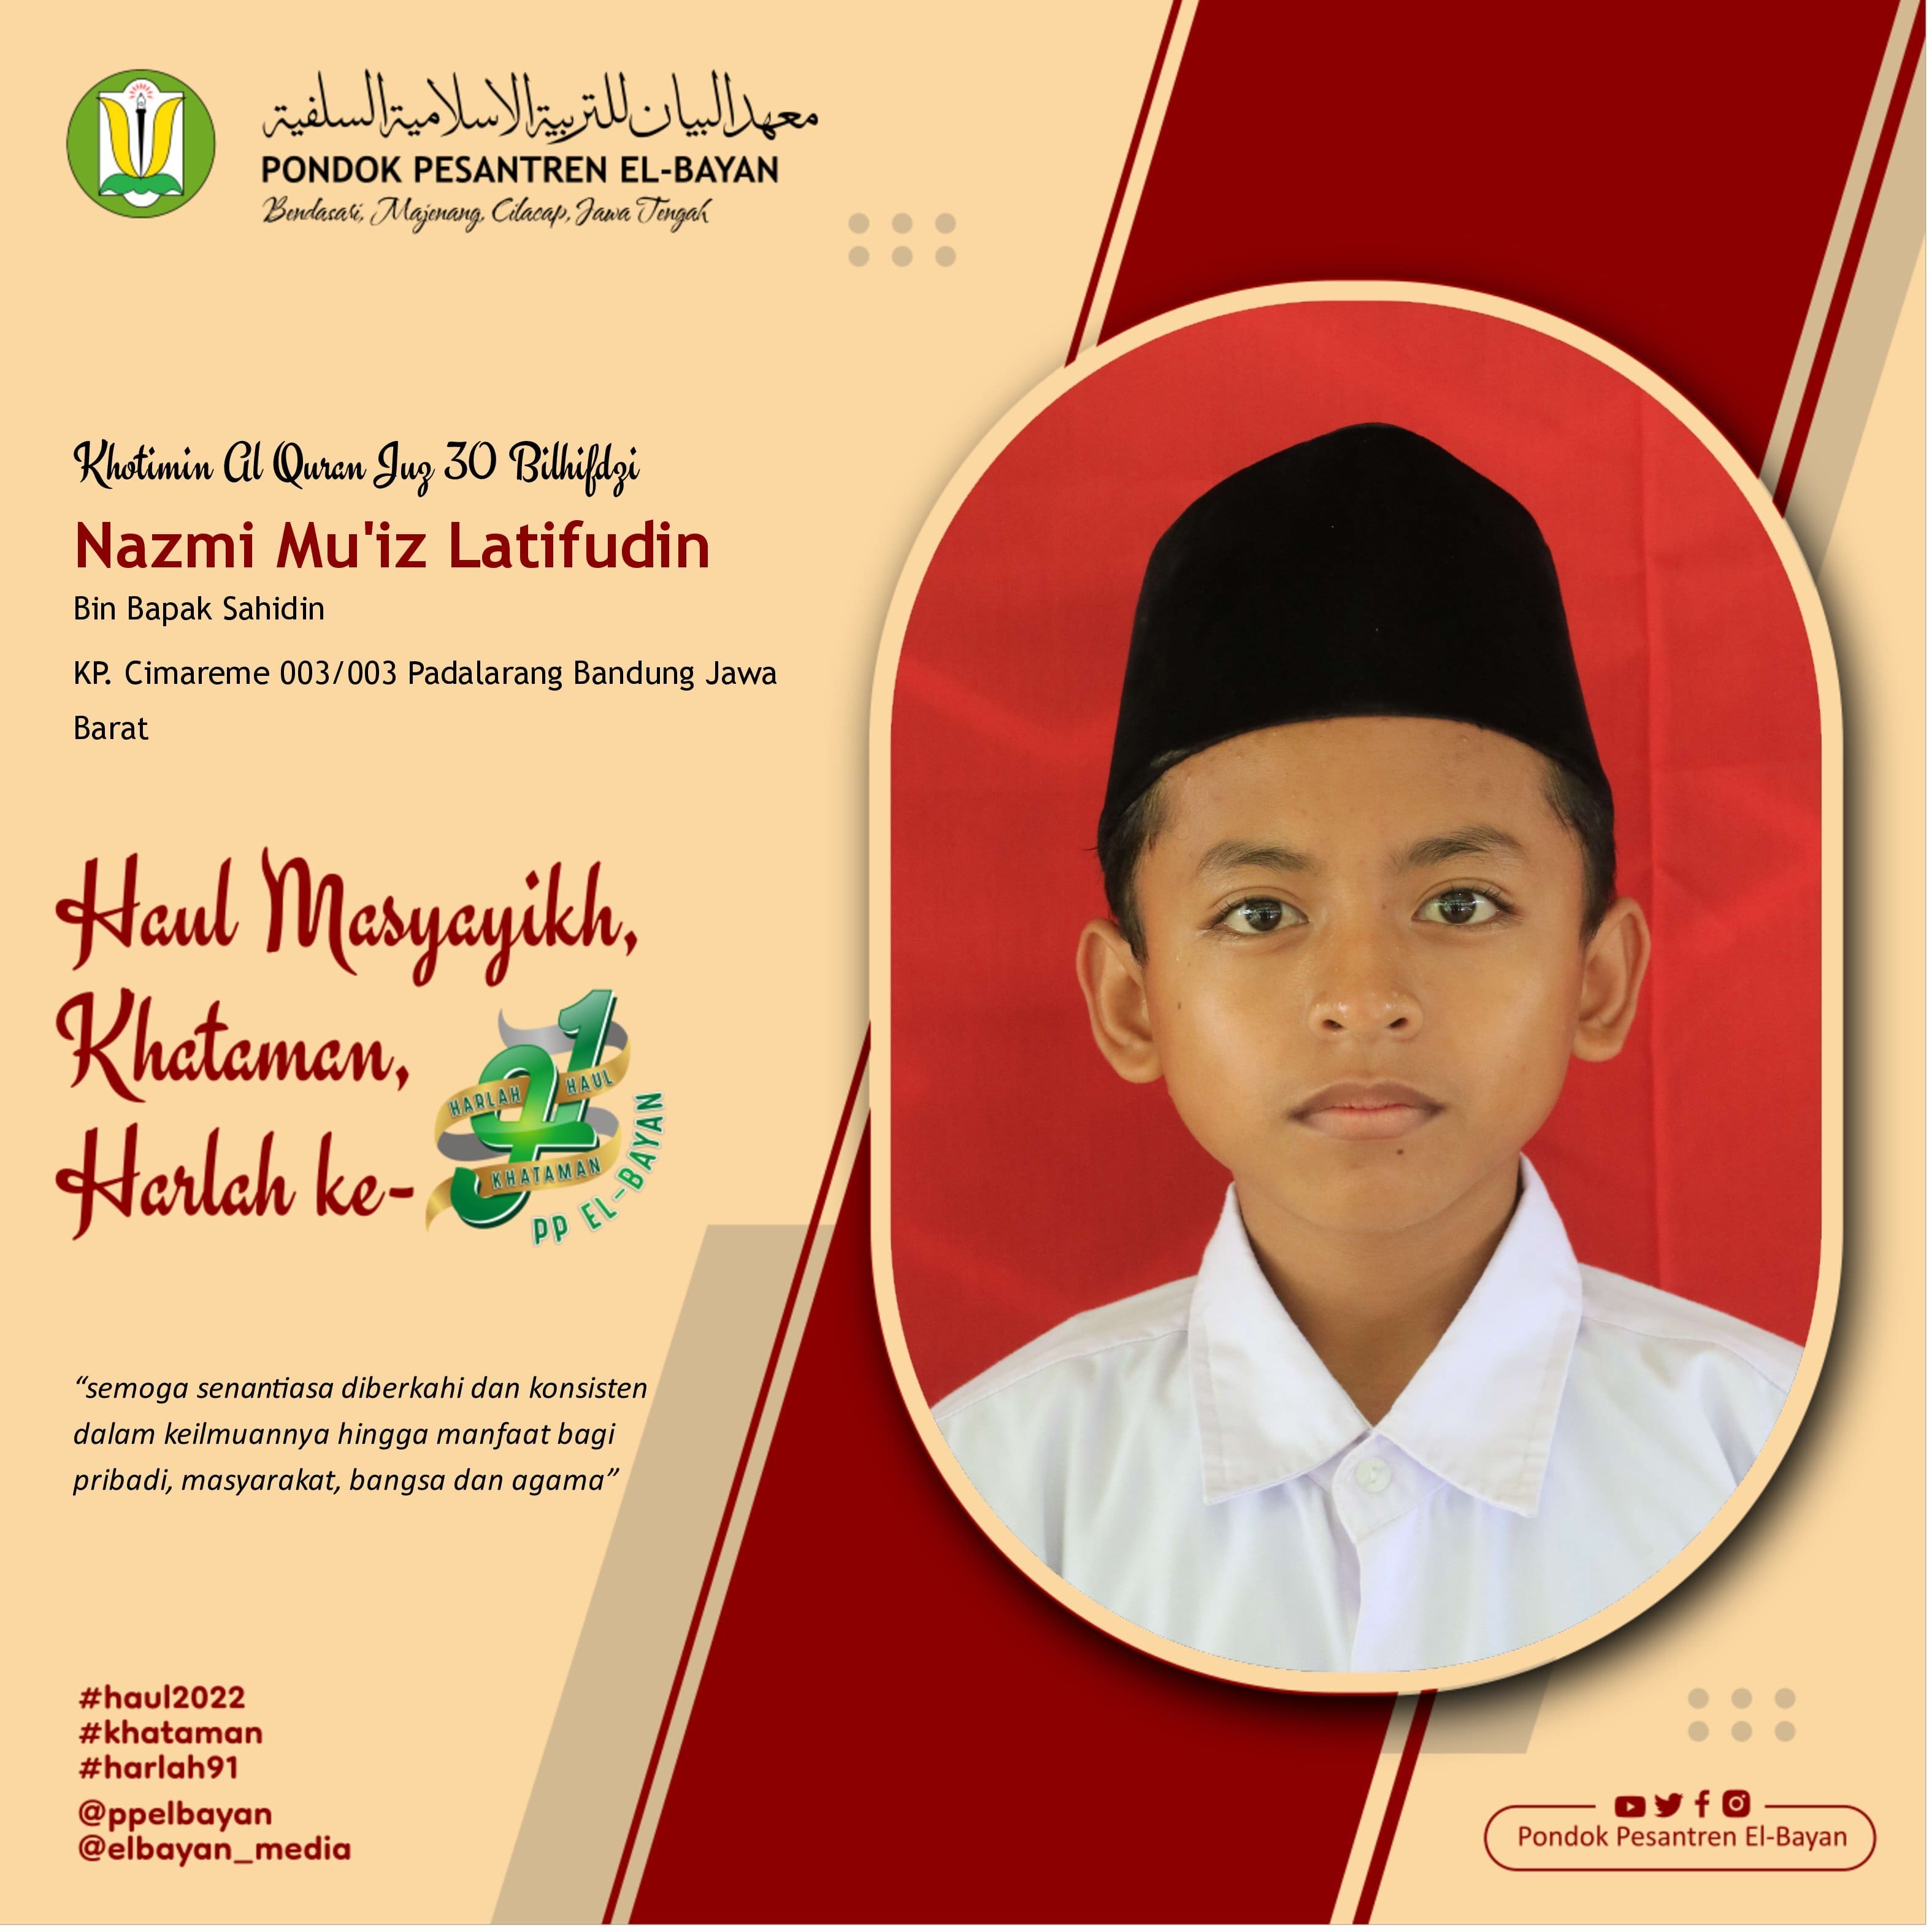 معهد البيان للتربية الاسلامية السلفية
PONDOK PESANTREN EL-BAYAN
Bendasari, Majenang, Cilacap, Jawa Tengah
Khotimin Al Quran Juz 30 Bilhifdzi
Nazmi Mu'iz Latifudin
Bin Bapak Sahidin
KP. Cimareme 003/003 Padalarang Bandung Jawa
Barat
Haul Masyayikh,
Khataman,
Harlah ke-
91
HARLAH HAUL
KHATAMAN
PP EL-BAYAN
“semoga senantiasa diberkahi dan konsisten
dalam keilmuannya hingga manfaat bagi
pribadi, masyarakat, bangsa dan agama”
#haul2022
#khataman
#harlah91
@ppelbayan
@elbayan_media
Pondok Pesantren El-Bayan